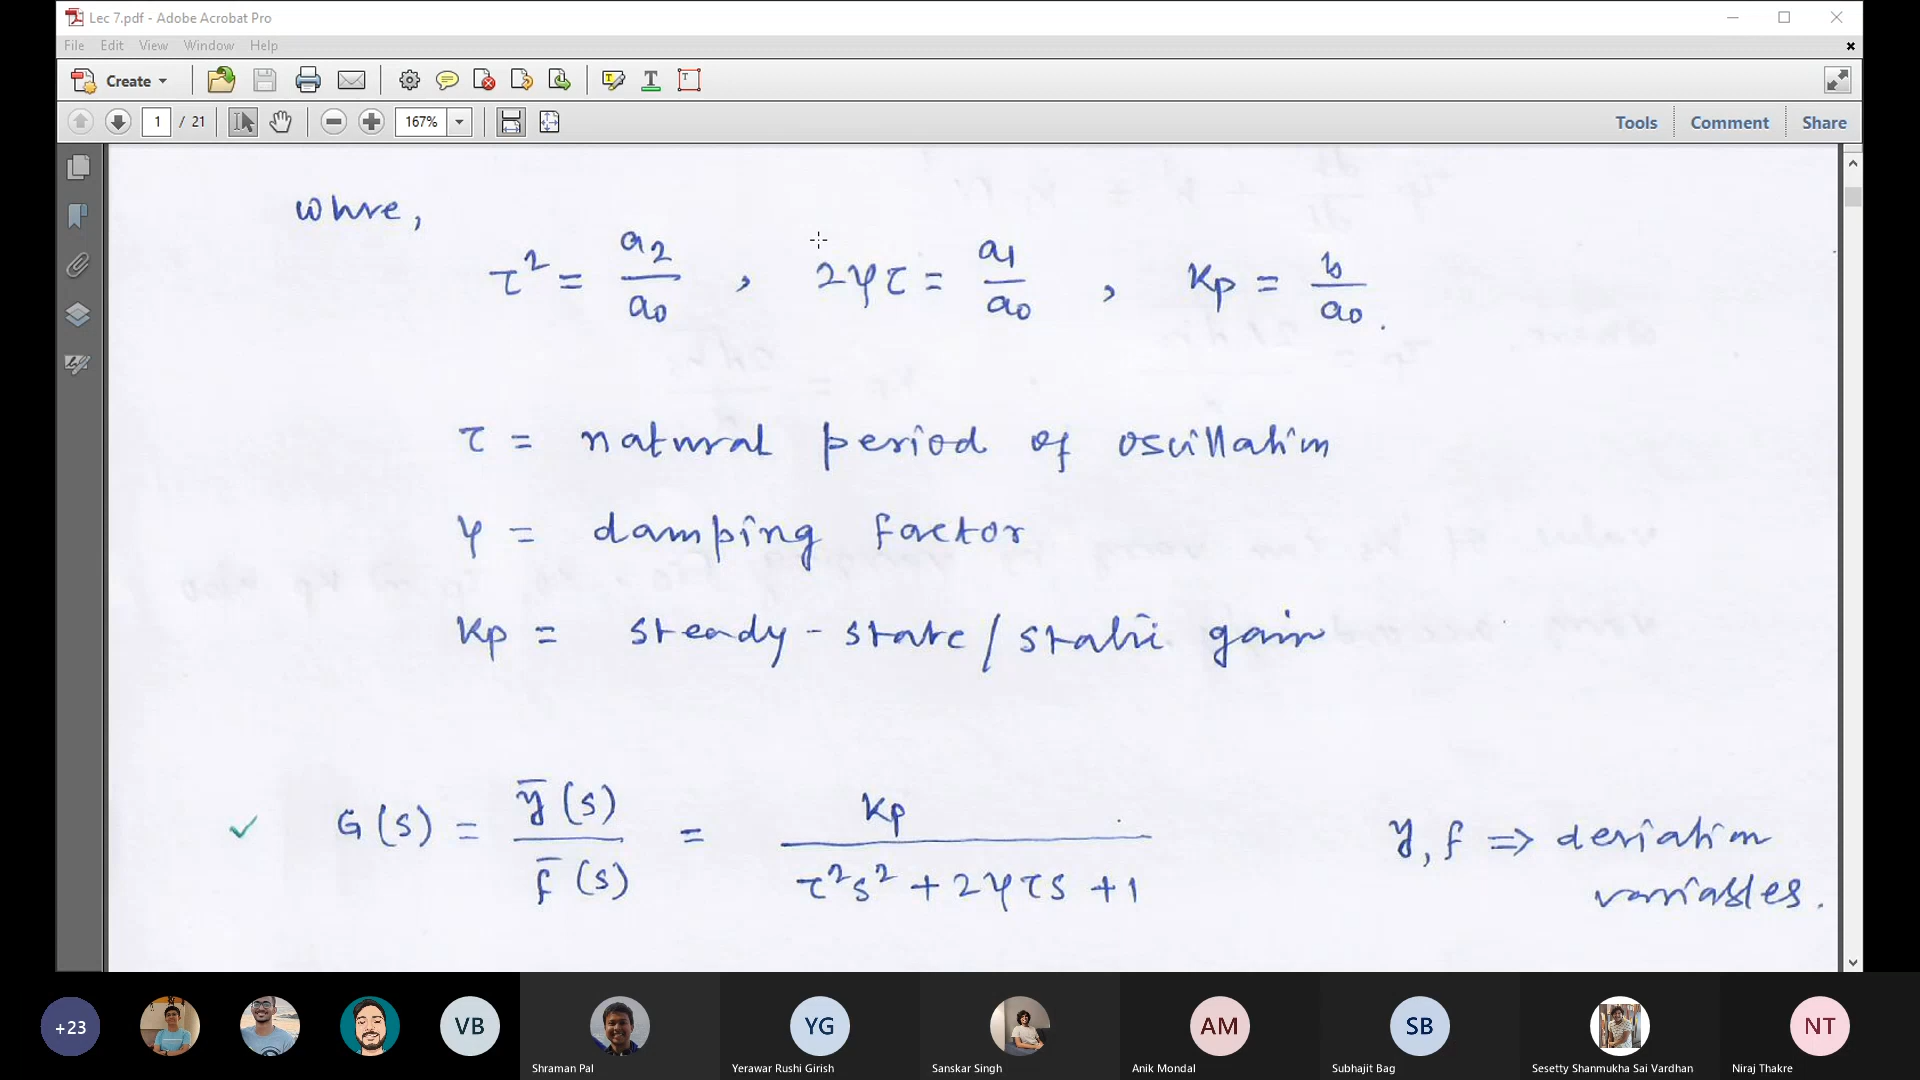 Lec 7.pdf - Adobe Acrobat Pro
File Edit View Window Help
Create
1 / 21 167% Tools Comment Share
whre,
τ² = a2/a0 , 2ψτ = a1/a0 , Kp = b/a0 .
τ = natural period of oscillation
ψ = damping factor
Kp = steady-state/static gain
✓ G(s) = ȳ(s)/f̄(s) = Kp/(τ²s² + 2ψτs + 1) y, f ⇒ deviation
variables.
+23 VB YG AM SB NT
Shraman Pal Yerawar Rushi Girish Sanskar Singh Anik Mondal Subhajit Bag Sesetty Shanmukha Sai Vardhan Niraj Thakre